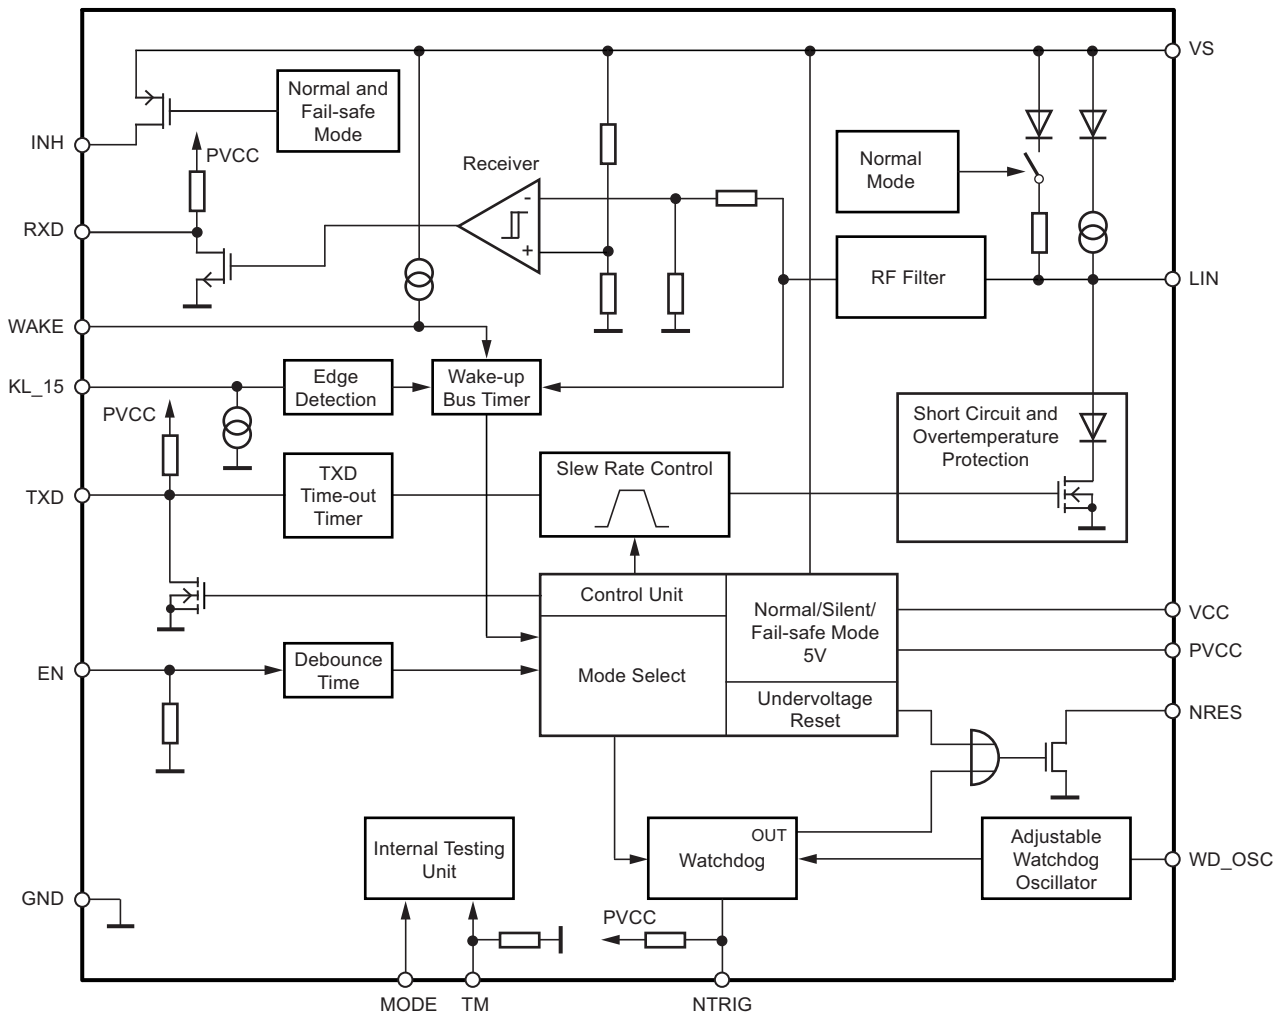 VS
Normal and
Fail-safe
Mode
INH
PVCC
Receiver
Normal
Mode
-
+
RXD
RF Filter
LIN
WAKE
KL_15
Edge
Detection
Wake-up
Bus Timer
PVCC
Short Circuit and
Overtemperature
Protection
TXD
TXD
Time-out
Timer
Slew Rate Control
Control Unit
Normal/Silent/
Fail-safe Mode
5V
VCC
PVCC
EN
Debounce
Time
Mode Select
Undervoltage
Reset
NRES
Internal Testing
Unit
OUT
Watchdog
Adjustable
Watchdog
Oscillator
WD_OSC
GND
PVCC
MODE
TM
NTRIG